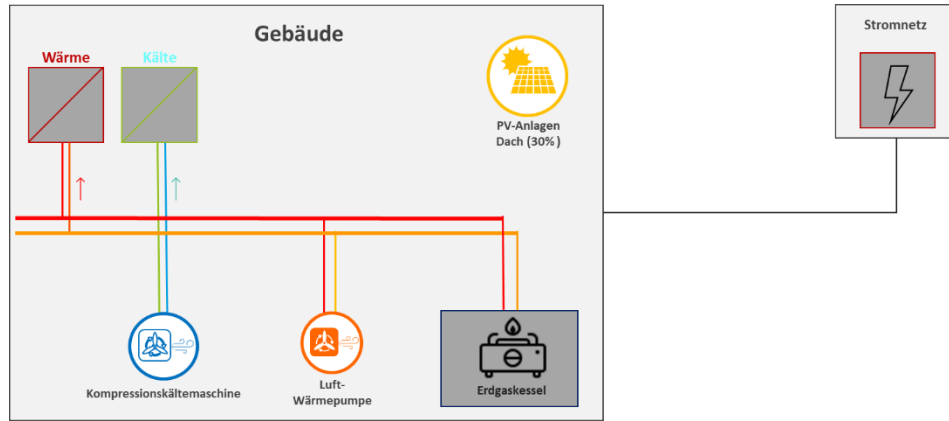 Gebäude
Stromnetz
Wärme
Kälte
PV-Anlagen
Dach (30%)
Kompressionskältemaschine
Luft-
Wärmepumpe
Erdgaskessel